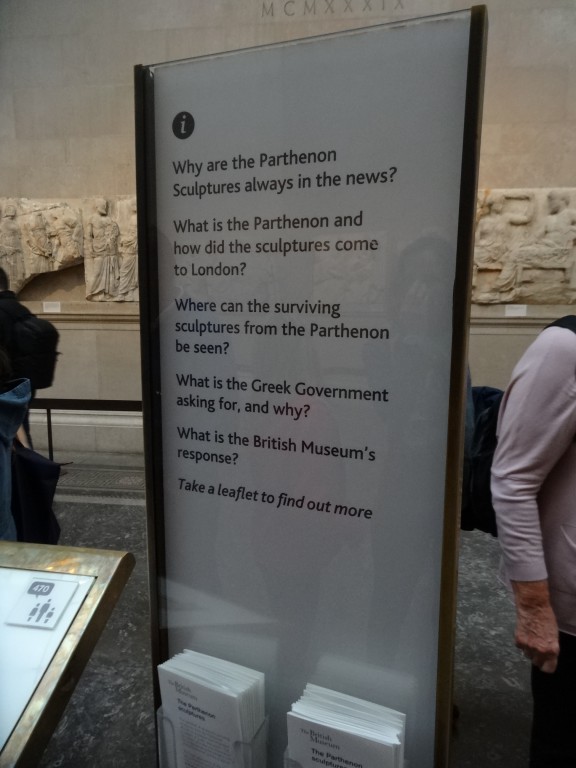 MCMXXXIX
i
Why are the Parthenon
Sculptures always in the news?
What is the Parthenon and
how did the sculptures come
to London?
Where can the surviving
sculptures from the Parthenon
be seen?
What is the Greek Government
asking for, and why?
What is the British Museum's
response?
Take a leaflet to find out more
470
The British
Museum
The Parthenon
sculptures
The British
Museum
The Parthenon
sculptures